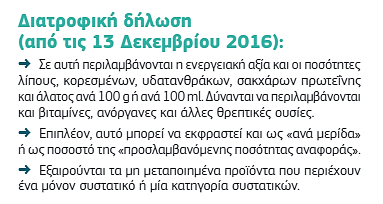 Διατροφική δήλωση
(από τις 13 Δεκεμβρίου 2016):
➜ Σε αυτή περιλαμβάνονται η ενεργειακή αξία και οι ποσότητες
λίπους, κορεσμένων, υδατανθράκων, σακχάρων πρωτεΐνης
και άλατος ανά 100 g ή ανά 100 ml. Δύνανται να περιλαμβάνονται
και βιταμίνες, ανόργανες και άλλες θρεπτικές ουσίες.
➜ Επιπλέον, αυτό μπορεί να εκφραστεί και ως «ανά μερίδα»
ή ως ποσοστό της «προσλαμβανόμενης ποσότητας αναφοράς».
➜ Εξαιρούνται τα μη μεταποιημένα προϊόντα που περιέχουν
ένα μόνον συστατικό ή μία κατηγορία συστατικών.